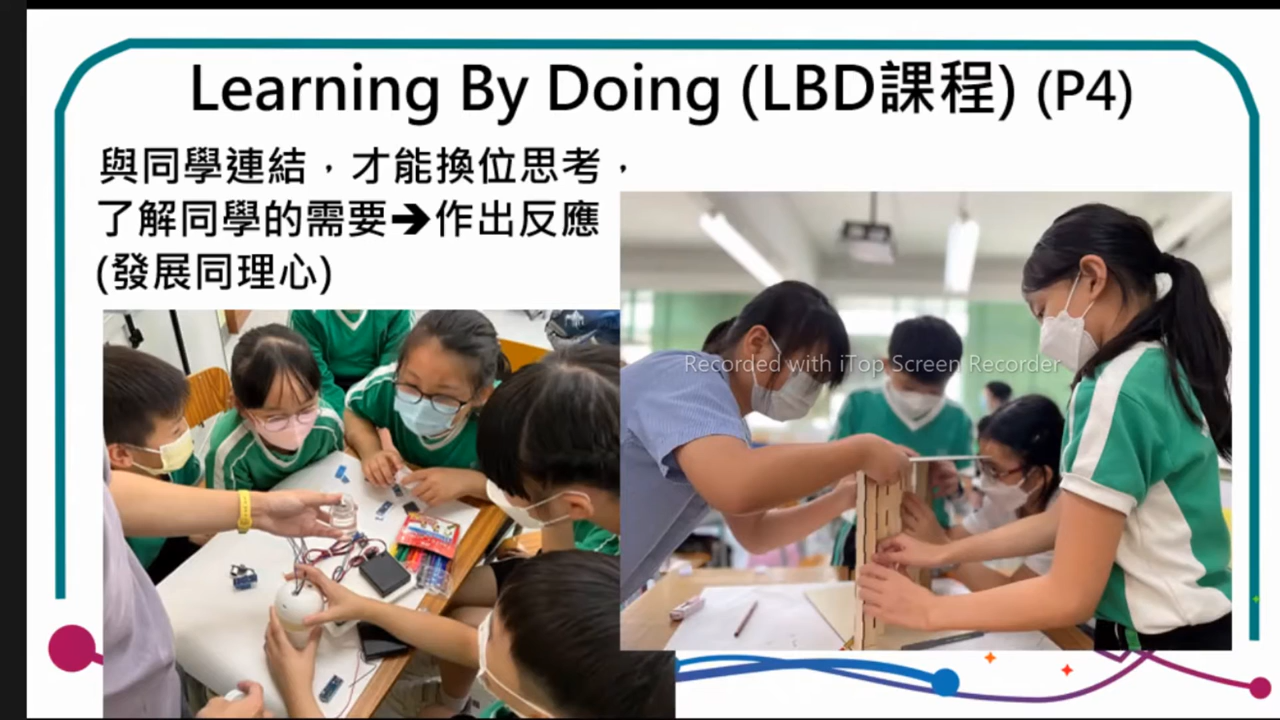 Learning By Doing (LBD課程) (P4)
與同學連結，才能換位思考，
了解同學的需要➔作出反應
(發展同理心)
Recorded with iTop Screen Recorder